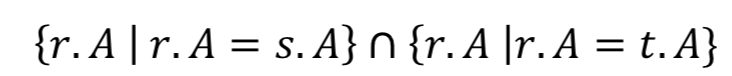 {r.A | r.A = s.A} ∩ {r.A |r.A = t.A}